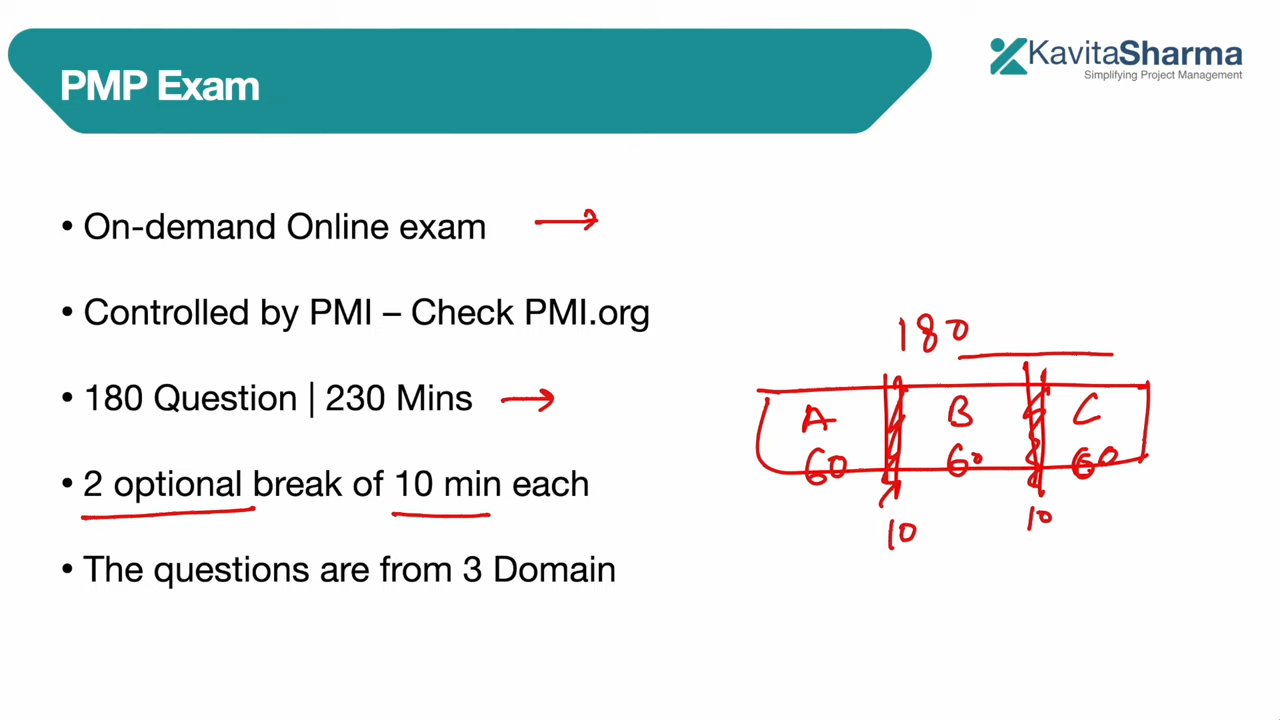 PMP Exam
KavitaSharma
Simplifying Project Management
• On-demand Online exam
• Controlled by PMI – Check PMI.org
• 180 Question | 230 Mins
• 2 optional break of 10 min each
• The questions are from 3 Domain
180
A B C
60 60 60
10 10